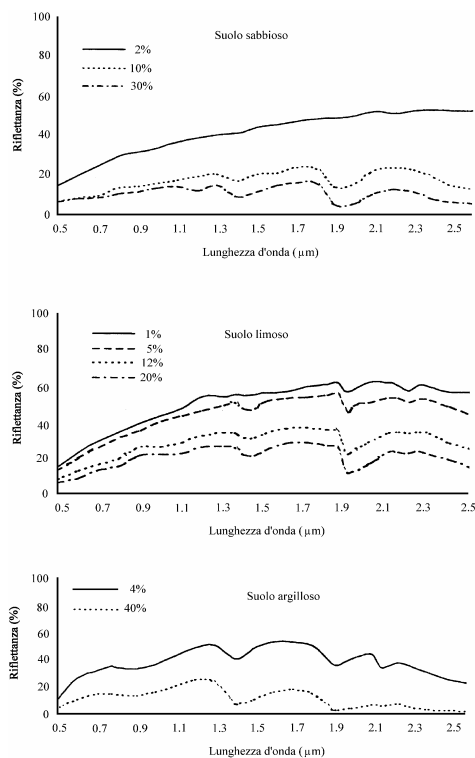 100
Suolo sabbioso
2%
80
10%
30%
60
40
20
0
Riflettanza (%)
0.5 0.7 0.9 1.1 1.3 1.5 1.7 1.9 2.1 2.3 2.5
Lunghezza d'onda (µm)
100
1%
Suolo limoso
5%
80
12%
20%
60
40
20
0
Riflettanza (%)
0.5 0.7 0.9 1.1 1.3 1.5 1.7 1.9 2.1 2.3 2.5
Lunghezza d'onda (µm)
100
4%
Suolo argilloso
80
40%
60
40
20
0
Riflettanza (%)
0.5 0.7 0.9 1.1 1.3 1.5 1.7 1.9 2.1 2.3 2.5
Lunghezza d'onda (µm)